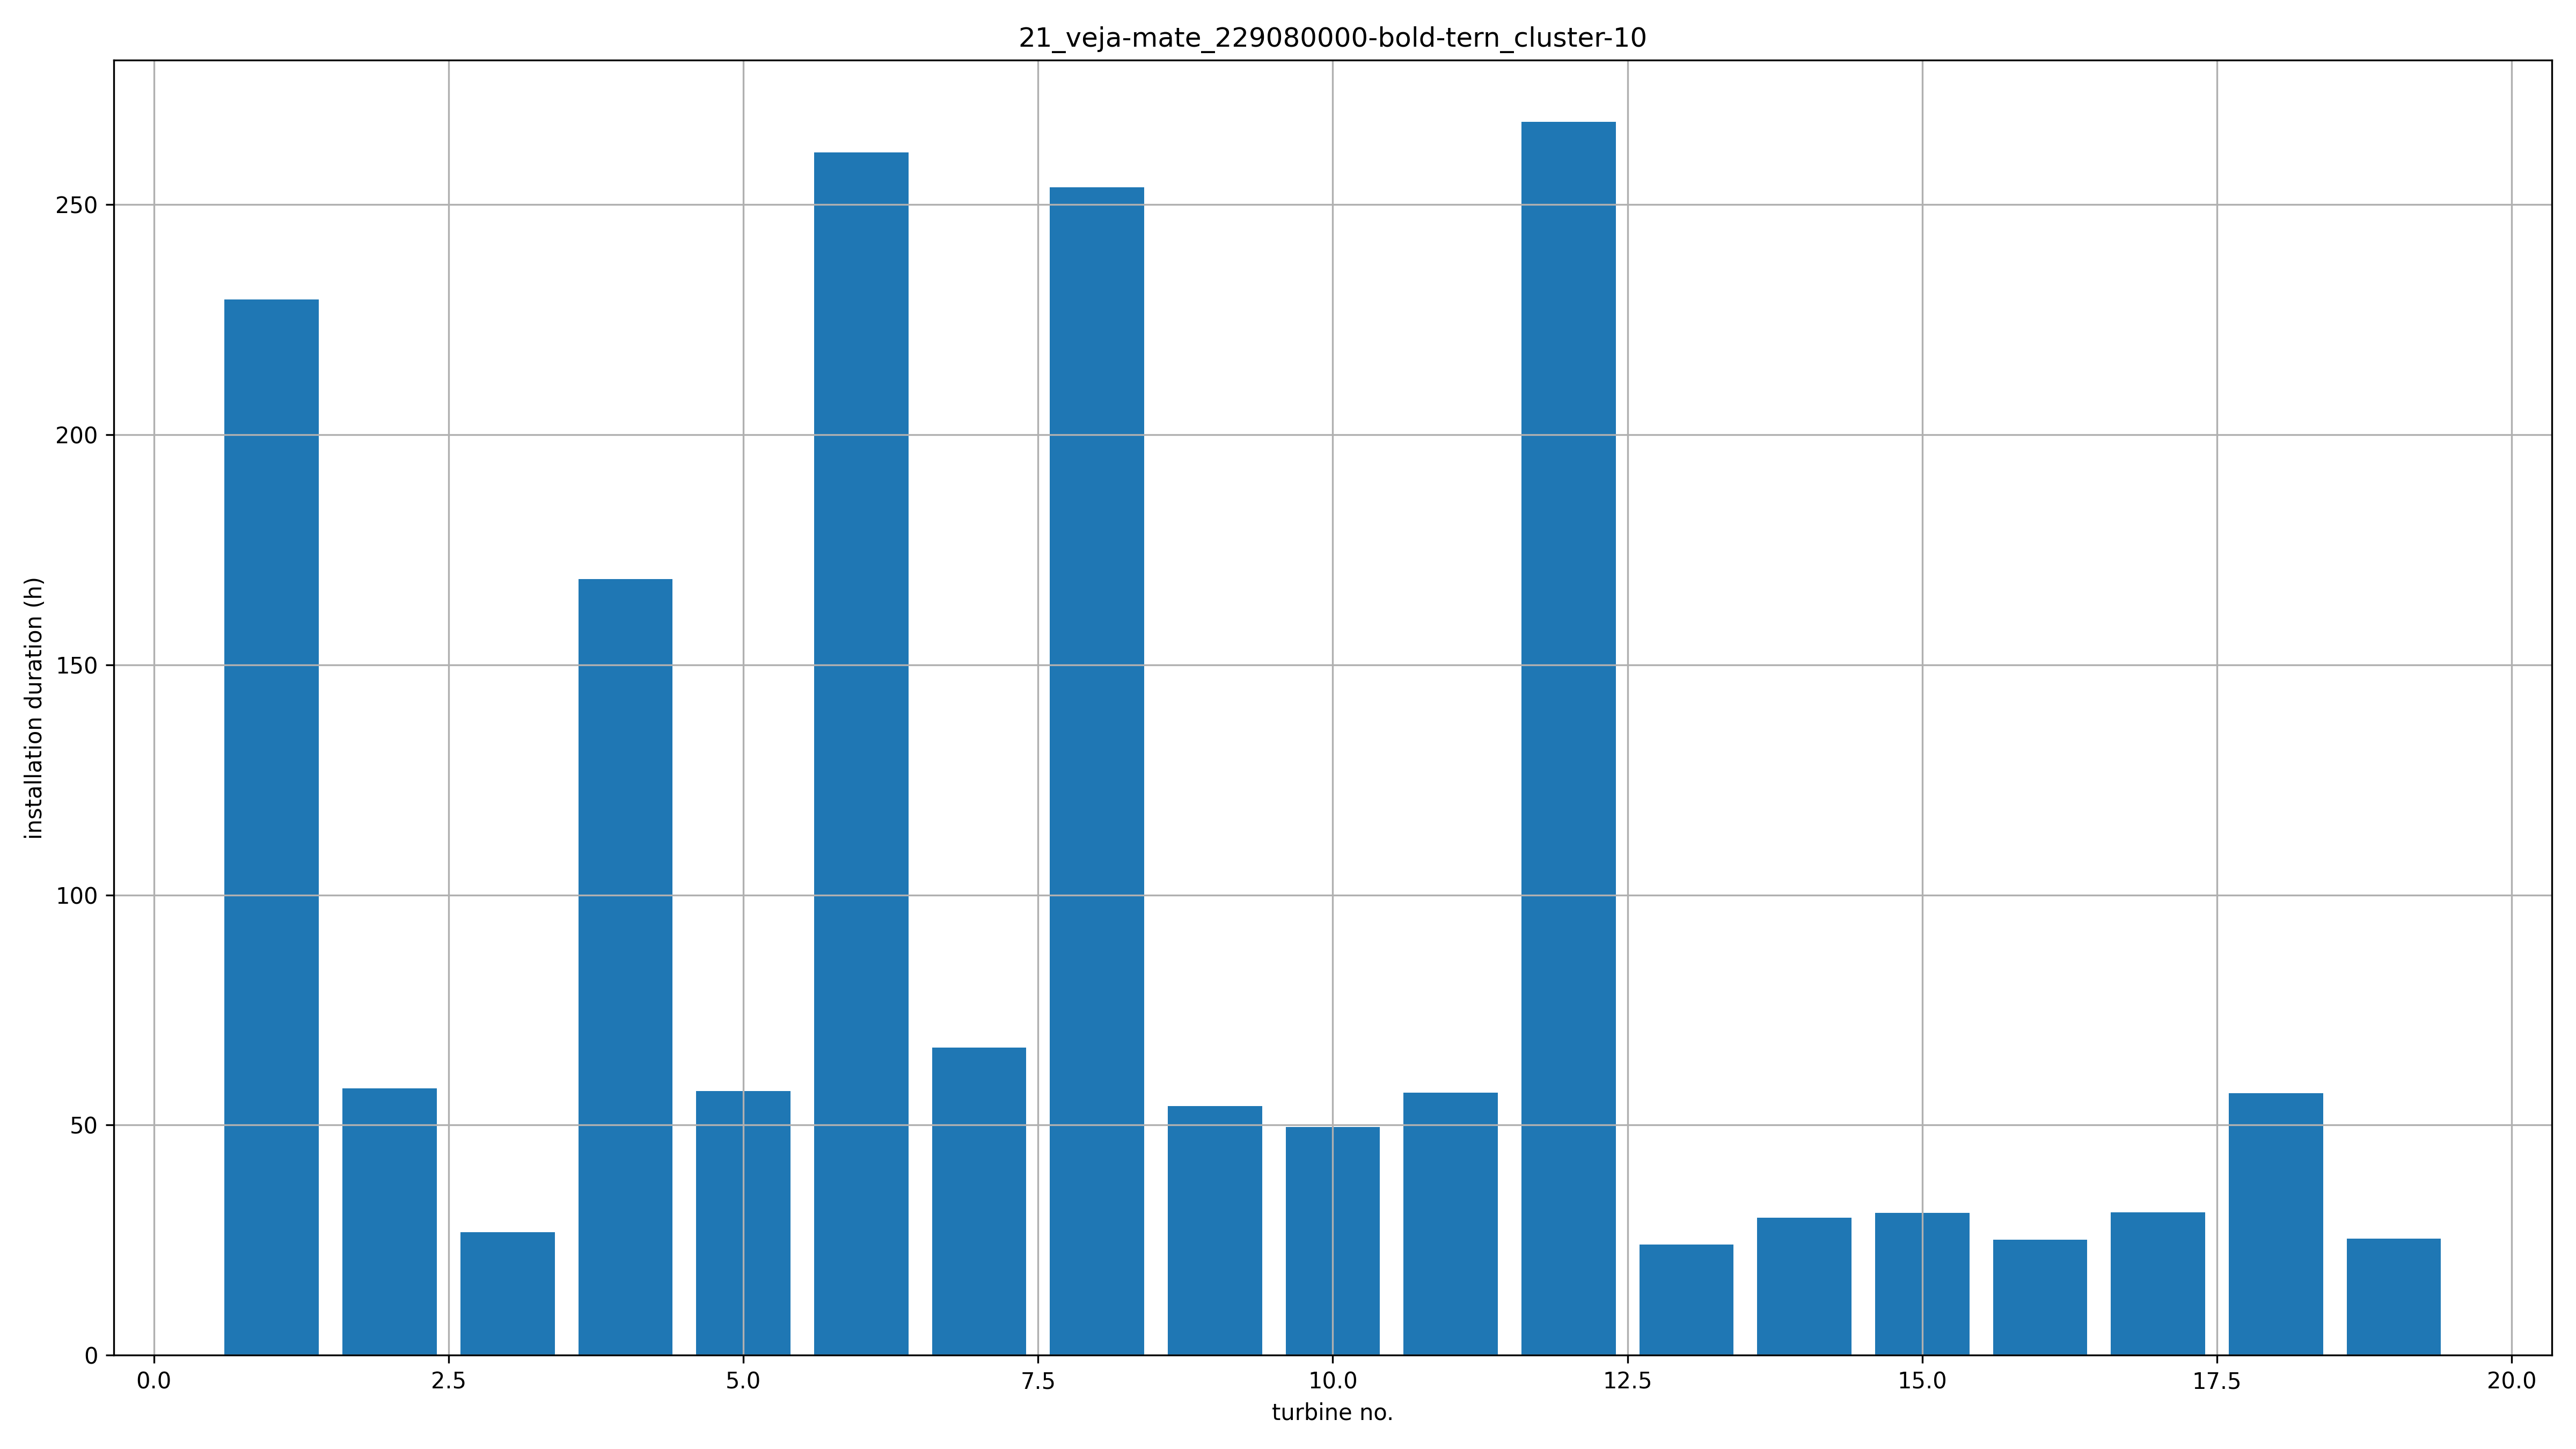 21_veja-mate_229080000-bold-tern_cluster-10
installation duration (h)
250
200
150
100
50
0
0.0 2.5 5.0 7.5 10.0 12.5 15.0 17.5 20.0
turbine no.